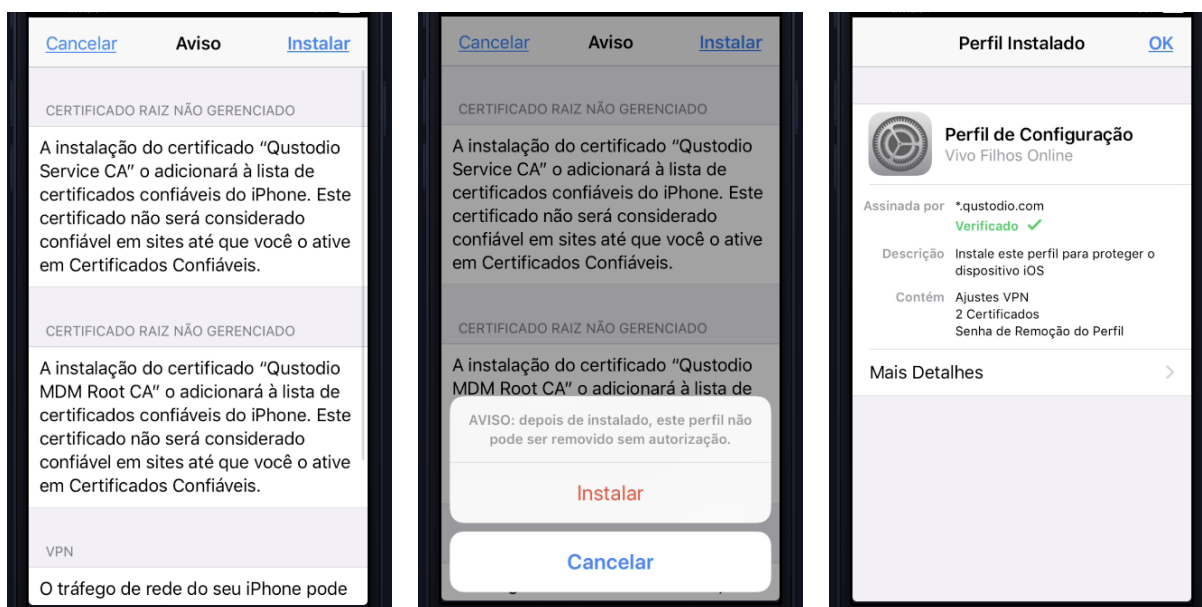 Cancelar Aviso Instalar
CERTIFICADO RAIZ NÃO GERENCIADO
A instalação do certificado “Qustodio
Service CA” o adicionará à lista de
certificados confiáveis do iPhone. Este
certificado não será considerado
confiável em sites até que você o ative
em Certificados Confiáveis.
CERTIFICADO RAIZ NÃO GERENCIADO
A instalação do certificado “Qustodio
MDM Root CA” o adicionará à lista de
certificados confiáveis do iPhone. Este
certificado não será considerado
confiável em sites até que você o ative
em Certificados Confiáveis.
VPN
O tráfego de rede do seu iPhone pode
Cancelar Aviso Instalar
CERTIFICADO RAIZ NÃO GERENCIADO
A instalação do certificado “Qustodio
Service CA” o adicionará à lista de
certificados confiáveis do iPhone. Este
certificado não será considerado
confiável em sites até que você o ative
em Certificados Confiáveis.
CERTIFICADO RAIZ NÃO GERENCIADO
A instalação do certificado “Qustodio
MDM Root CA” o adicionará à lista de
AVISO: depois de instalado, este perfil não
pode ser removido sem autorização.
Instalar
Cancelar
Perfil Instalado OK
Perfil de Configuração
Vivo Filhos Online
Assinada por *.qustodio.com
Verificado ✓
Descrição Instale este perfil para proteger o
dispositivo iOS
Contém Ajustes VPN
2 Certificados
Senha de Remoção do Perfil
Mais Detalhes